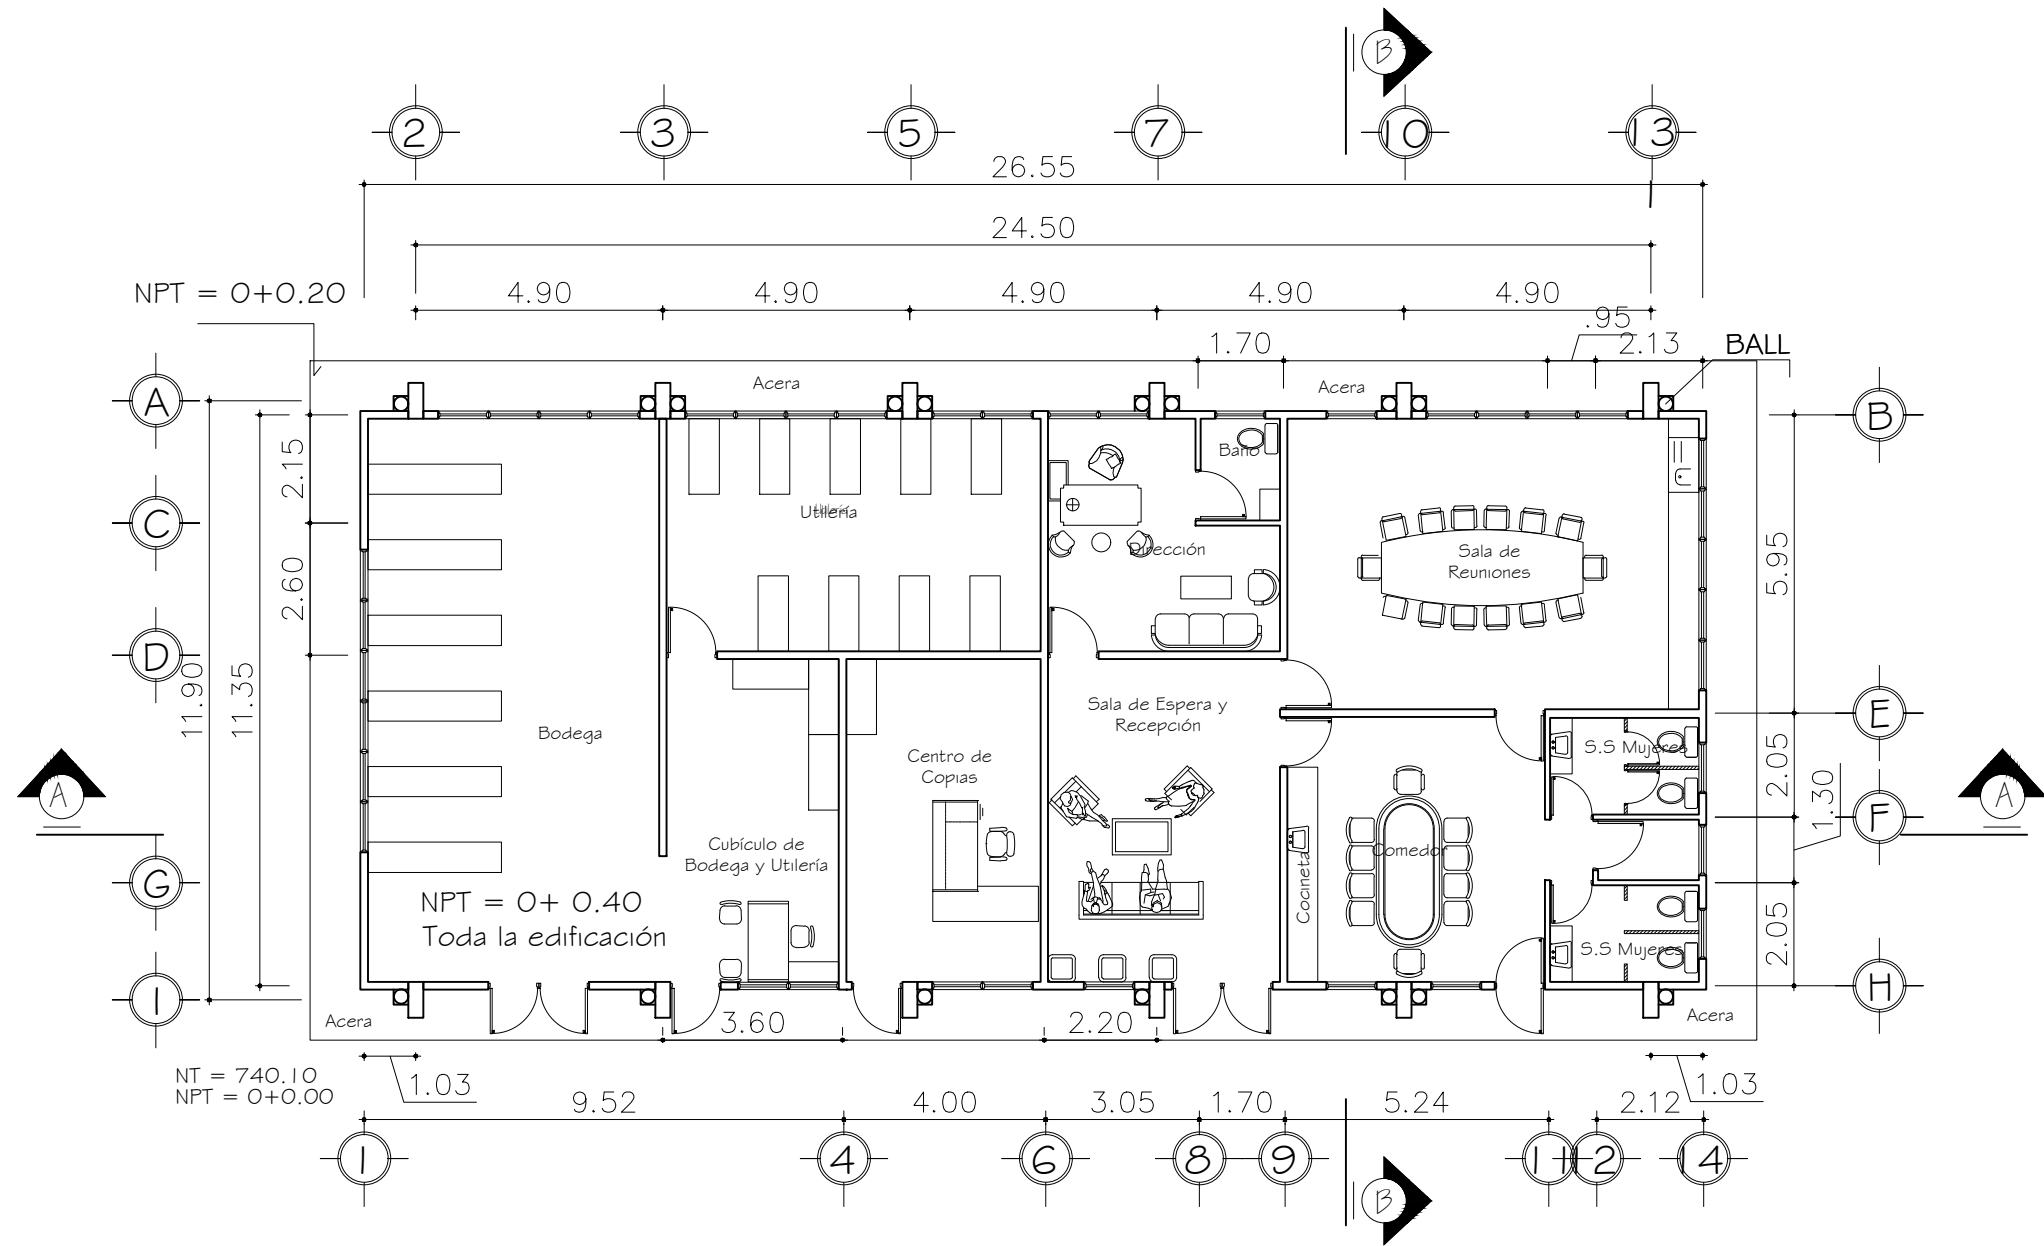 B
2 3 5 7 10 13
26.55
24.50
NPT = 0+0.20
4.90 4.90 4.90 4.90 4.90
.95
1.70 2.13 BALL
Acera Acera
A B
Baño
2.15
Utilería
C
Dirección
Sala de
Reuniones
5.95
2.60
D
11.90
11.35
Sala de Espera y
Recepción
E
Bodega
S.S Mujeres
Centro de
Copias
2.05
A A
1.30
F
Cubículo de
Bodega y Utilería
Comedor
Cocineta
G
NPT = 0+ 0.40
Toda la edificación
2.05
S.S Mujeres
I H
Acera 3.60 2.20 Acera
NT = 740.10
NPT = 0+0.00
1.03 1.03
9.52 4.00 3.05 1.70 5.24 2.12
1 4 6 8 9 11 12 14
B